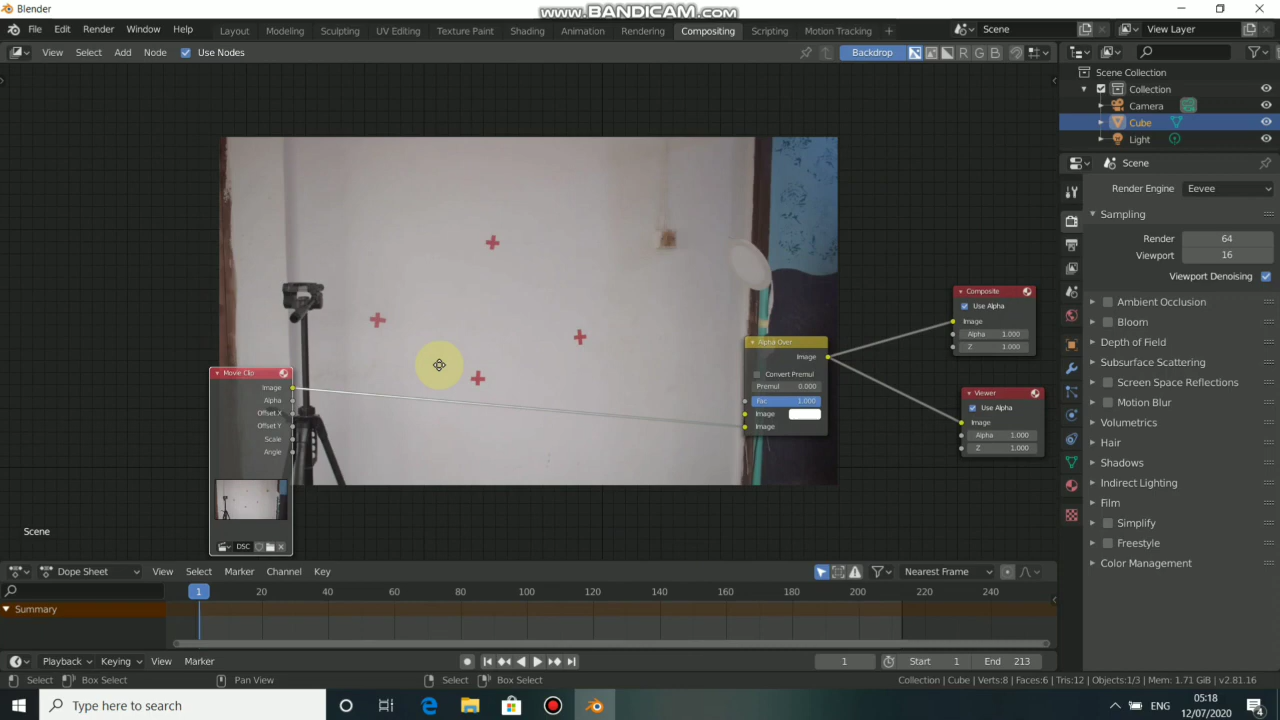 Blender
www.BANDICAM.com
File Edit Render Window Help
Layout Modeling Sculpting UV Editing Texture Paint Shading Animation Rendering Compositing Scripting Motion Tracking +
Scene
View Layer
View Select Add Node Use Nodes
Backdrop R G B
Scene Collection
Collection
Camera
Cube
Light
Scene
Render Engine Eevee
Sampling
Render 64
Viewport 16
Viewport Denoising
Ambient Occlusion
Bloom
Depth of Field
Subsurface Scattering
Screen Space Reflections
Motion Blur
Volumetrics
Hair
Shadows
Indirect Lighting
Film
Simplify
Freestyle
Color Management
Composite
Use Alpha
Image
Alpha 1.000
Z 1.000
Alpha Over
Image
Convert Premul
Premul 0.000
Fac 1.000
Image
Image
Viewer
Use Alpha
Image
Alpha 1.000
Z 1.000
Movie Clip
Image
Alpha
Offset X
Offset Y
Scale
Angle
DSC
Scene
Dope Sheet View Select Marker Channel Key
Nearest Frame
1 20 40 60 80 100 120 140 160 180 200 220 240
Summary
Playback Keying View Marker
1 Start 1 End 213
Select Box Select Pan View Select Box Select
Collection | Cube | Verts:8 | Faces:6 | Tris:12 | Objects:1/3 | Mem: 1.71 GiB | v2.81.16
Type here to search
ENG
05:18
12/07/2020
4